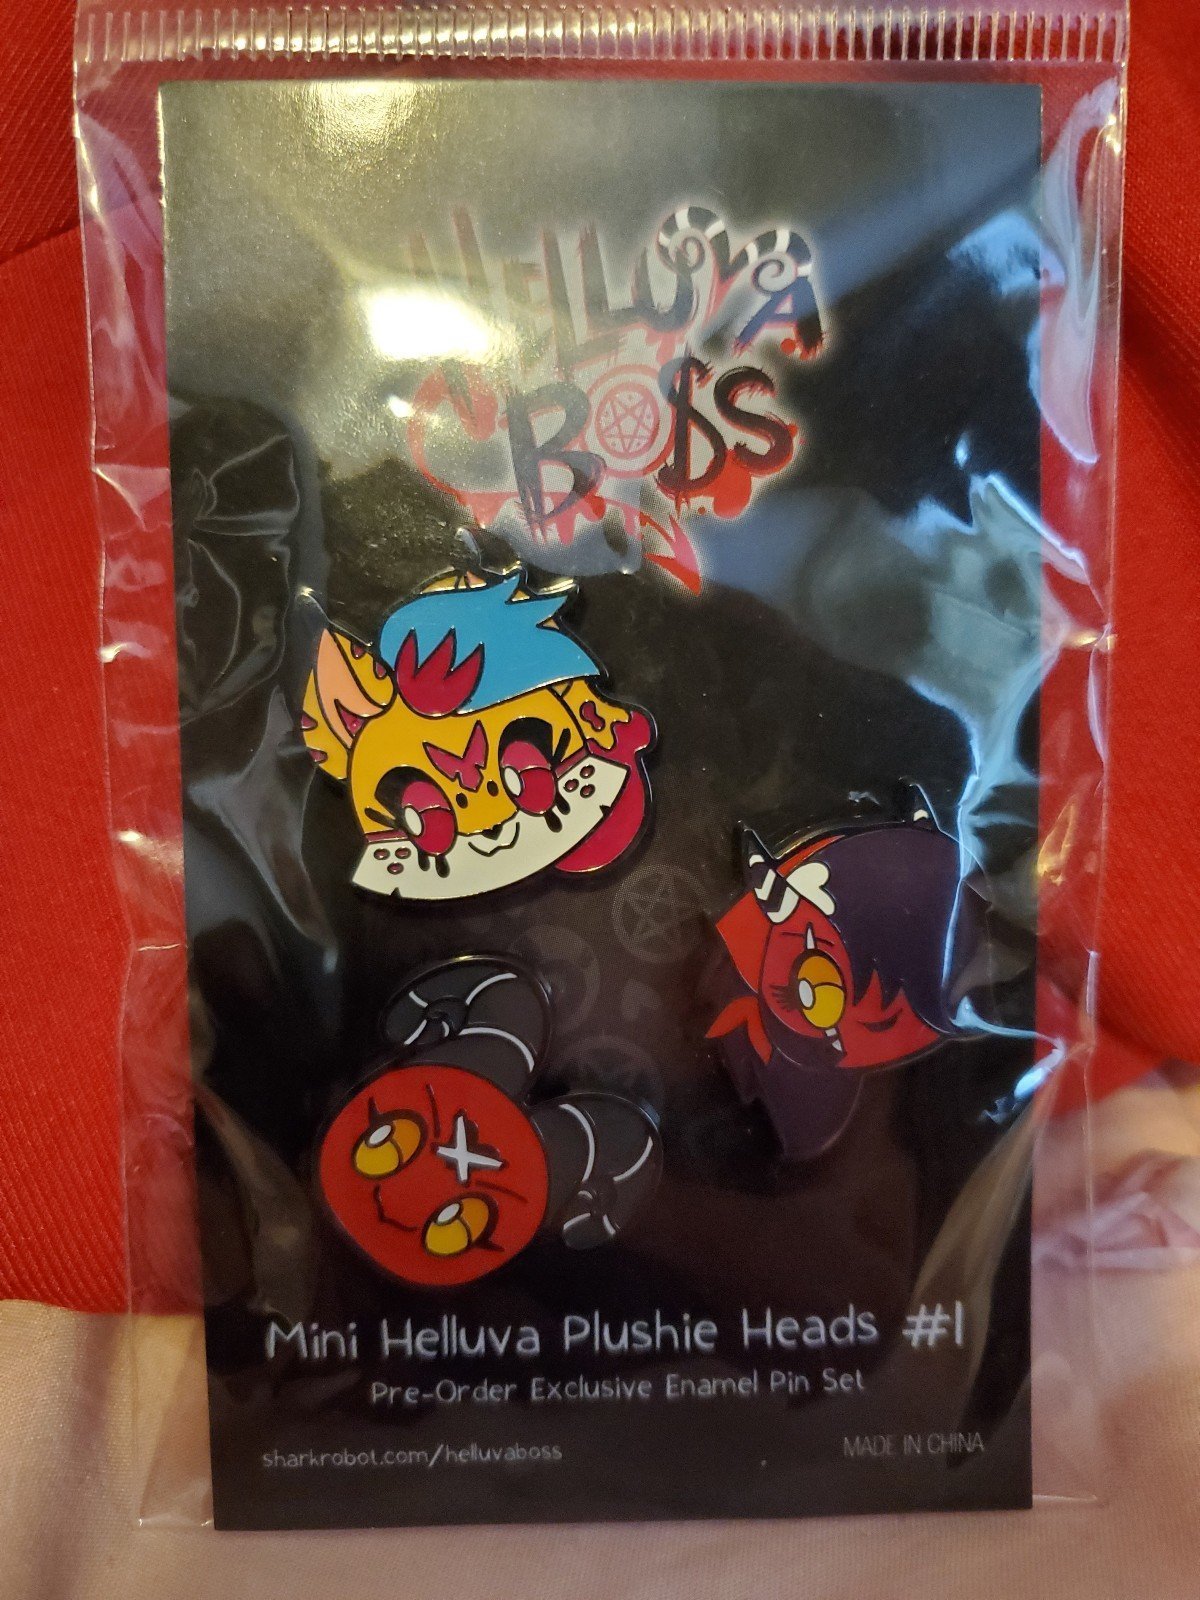 HELLUVA
BOSS
Mini Helluva Plushie Heads #1
Pre-Order Exclusive Enamel Pin Set
sharkrobot.com/helluvaboss
MADE IN CHINA